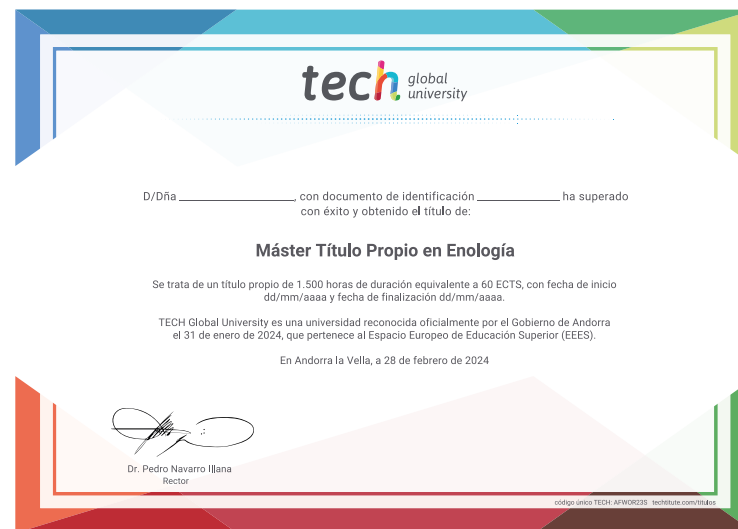 tech global university
D/Dña ____________________, con documento de identificación ______________ ha superado
con éxito y obtenido el título de:
Máster Título Propio en Enología
Se trata de un título propio de 1.500 horas de duración equivalente a 60 ECTS, con fecha de inicio
dd/mm/aaaa y fecha de finalización dd/mm/aaaa.
TECH Global University es una universidad reconocida oficialmente por el Gobierno de Andorra
el 31 de enero de 2024, que pertenece al Espacio Europeo de Educación Superior (EEES).
En Andorra la Vella, a 28 de febrero de 2024
Dr. Pedro Navarro Illana
Rector
código único TECH: AFWOR23S techtitute.com/titulos